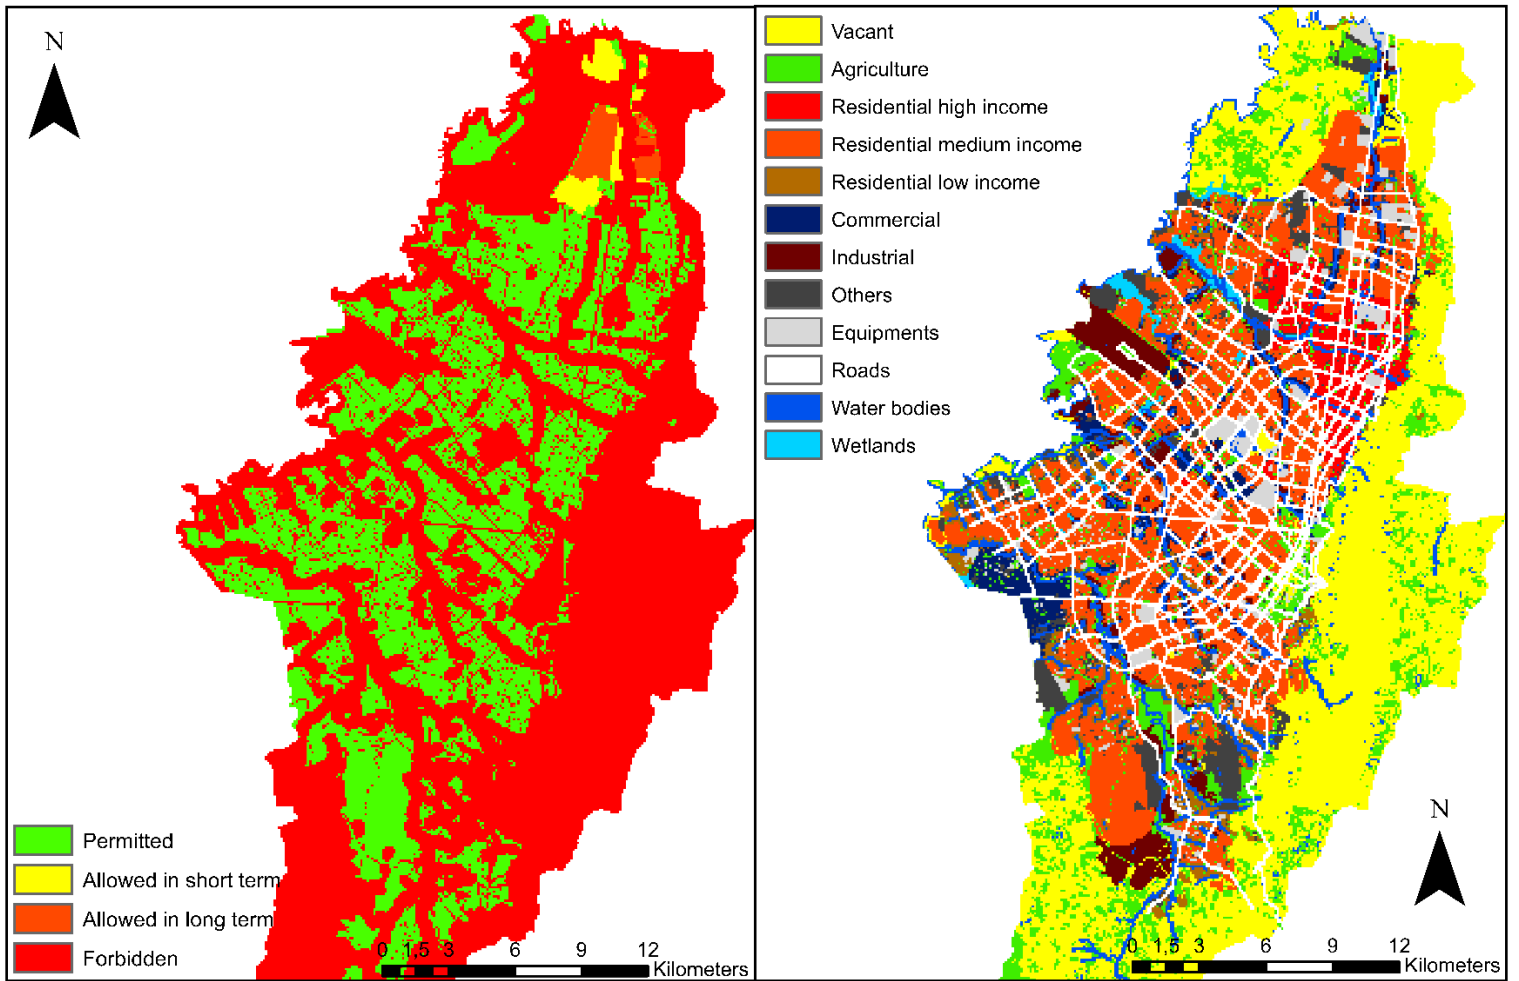 N
Permitted
Allowed in short term
Allowed in long term
Forbidden
0 1,5 3 6 9 12
Kilometers
Vacant
Agriculture
Residential high income
Residential medium income
Residential low income
Commercial
Industrial
Others
Equipments
Roads
Water bodies
Wetlands
N
0 1,5 3 6 9 12
Kilometers